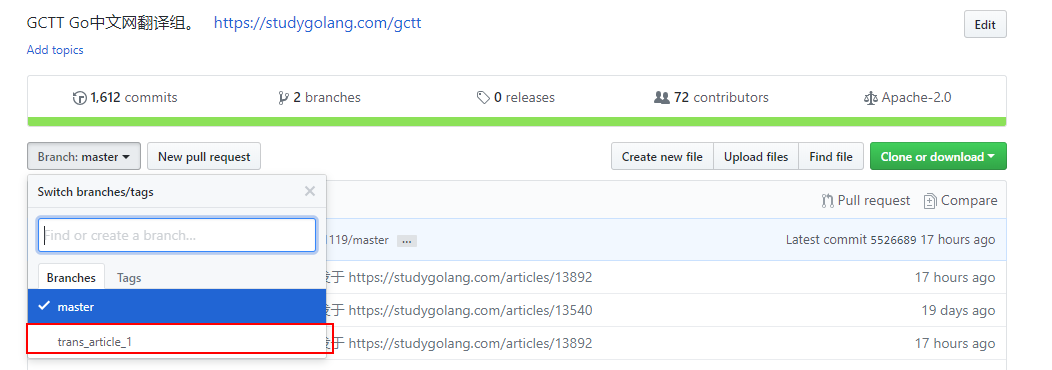 GCTT Go中文网翻译组。 https://studygolang.com/gctt
Edit
Add topics
1,612 commits
2 branches
0 releases
72 contributors
Apache-2.0
Branch: master
New pull request
Create new file
Upload files
Find file
Clone or download
Switch branches/tags
Find or create a branch...
Branches
Tags
master
trans_article_1
Pull request
Compare
1119/master ...
Latest commit 5526689 17 hours ago
于 https://studygolang.com/articles/13892
17 hours ago
于 https://studygolang.com/articles/13540
19 days ago
于 https://studygolang.com/articles/13892
17 hours ago